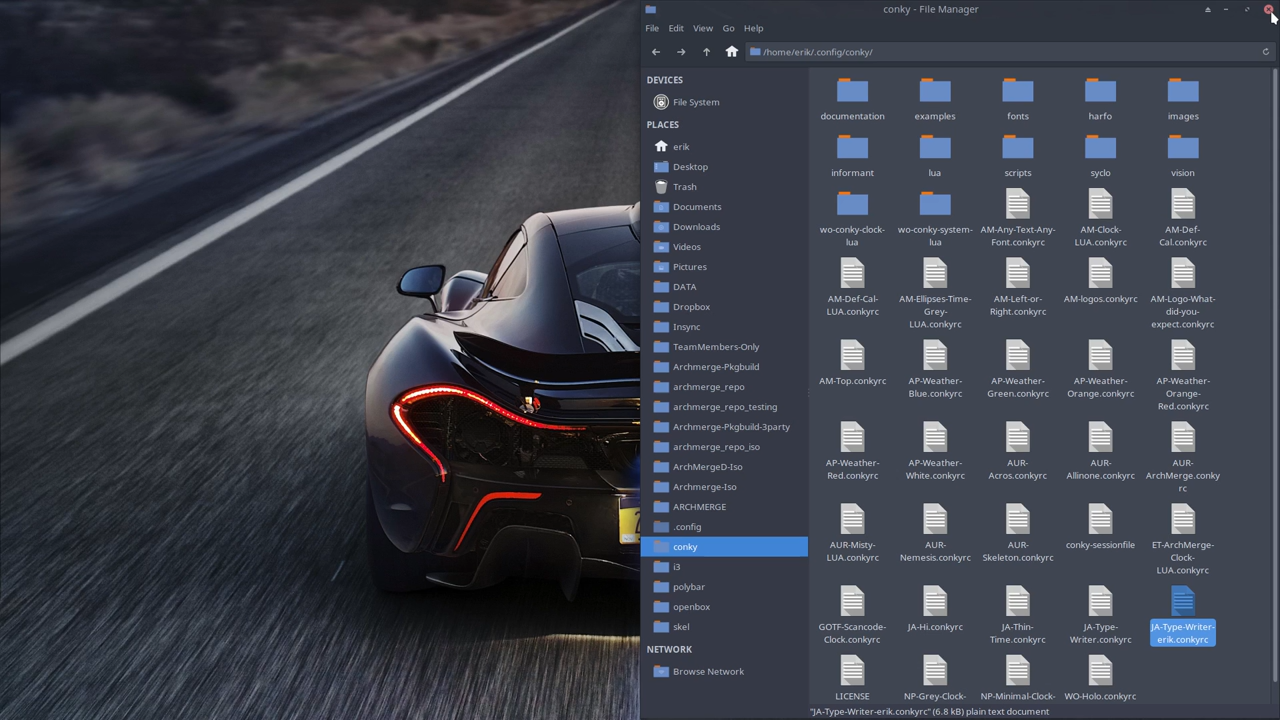 conky - File Manager
File Edit View Go Help
/home/erik/.config/conky/
DEVICES
File System
PLACES
erik
Desktop
Trash
Documents
Downloads
Videos
Pictures
DATA
Dropbox
Insync
TeamMembers-Only
Archmerge-Pkgbuild
archmerge_repo
archmerge_repo_testing
Archmerge-Pkgbuild-3party
archmerge_repo_iso
ArchMergeD-Iso
Archmerge-Iso
ARCHMERGE
.config
conky
i3
polybar
openbox
skel
NETWORK
Browse Network
documentation
examples
fonts
harfo
images
informant
lua
scripts
syclo
vision
wo-conky-clock-
lua
wo-conky-system-
lua
AM-Any-Text-Any-
Font.conkyrc
AM-Clock-
LUA.conkyrc
AM-Def-
Cal.conkyrc
AM-Def-Cal-
LUA.conkyrc
AM-Ellipses-Time-
Grey-
LUA.conkyrc
AM-Left-or-
Right.conkyrc
AM-logos.conkyrc
AM-Logo-What-
did-you-
expect.conkyrc
AM-Top.conkyrc
AP-Weather-
Blue.conkyrc
AP-Weather-
Green.conkyrc
AP-Weather-
Orange.conkyrc
AP-Weather-
Orange-
Red.conkyrc
AP-Weather-
Red.conkyrc
AP-Weather-
White.conkyrc
AUR-
Acros.conkyrc
AUR-
Allinone.conkyrc
AUR-
ArchMerge.conky
rc
AUR-Misty-
LUA.conkyrc
AUR-
Nemesis.conkyrc
AUR-
Skeleton.conkyrc
conky-sessionfile
ET-ArchMerge-
Clock-
LUA.conkyrc
GOTF-Scancode-
Clock.conkyrc
JA-Hi.conkyrc
JA-Thin-
Time.conkyrc
JA-Type-
Writer.conkyrc
JA-Type-Writer-
erik.conkyrc
LICENSE
NP-Grey-Clock-
NP-Minimal-Clock-
WO-Holo.conkyrc
"JA-Type-Writer-erik.conkyrc" (6.8 kB) plain text document